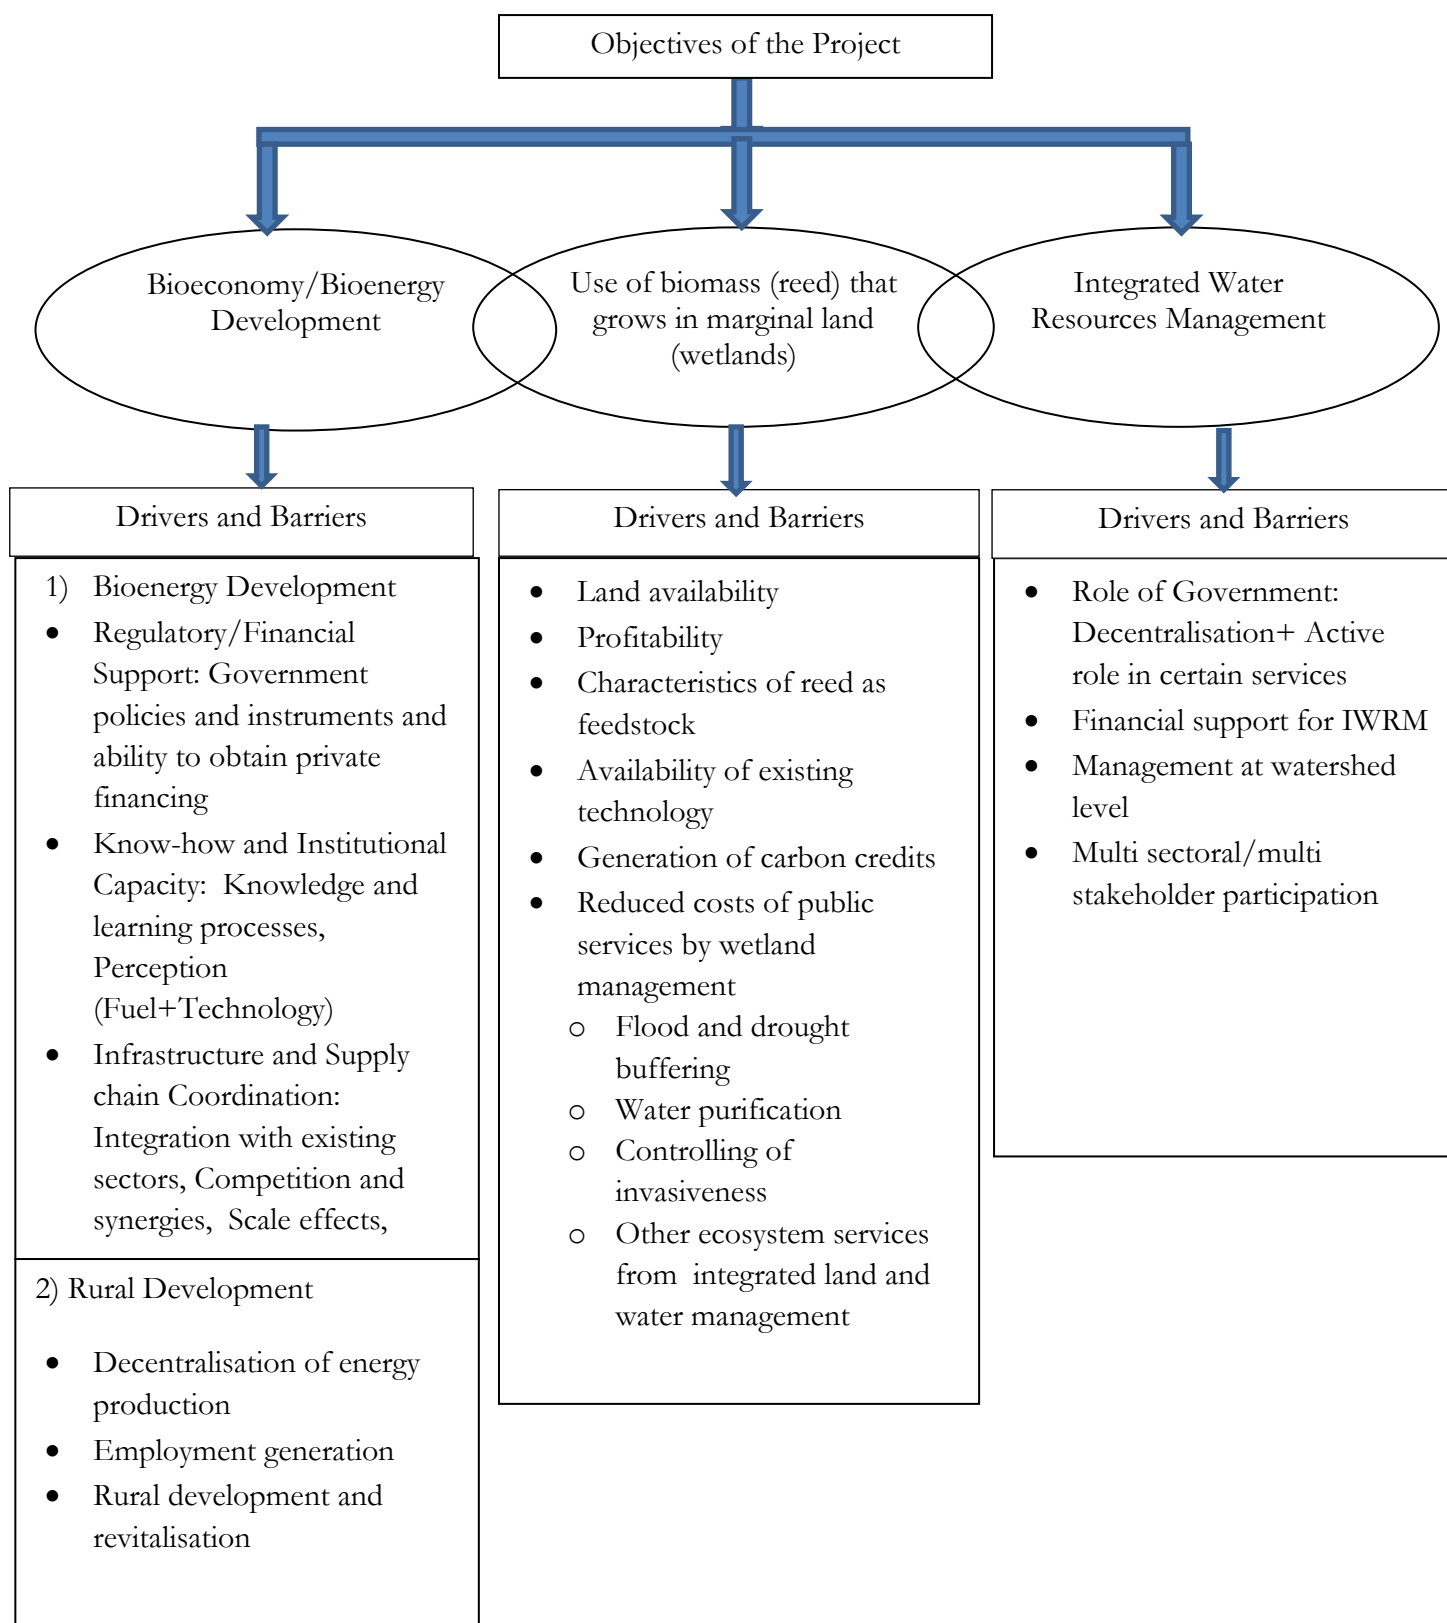 Objectives of the Project
Bioeconomy/Bioenergy
Development
Use of biomass (reed) that
grows in marginal land
(wetlands)
Integrated Water
Resources Management
Drivers and Barriers
1) Bioenergy Development
• Regulatory/Financial
Support: Government
policies and instruments and
ability to obtain private
financing
• Know-how and Institutional
Capacity:  Knowledge and
learning processes,
Perception
(Fuel+Technology)
• Infrastructure and Supply
chain Coordination:
Integration with existing
sectors, Competition and
synergies,  Scale effects,
2) Rural Development
• Decentralisation of energy
production
• Employment generation
• Rural development and
revitalisation
Drivers and Barriers
• Land availability
• Profitability
• Characteristics of reed as
feedstock
• Availability of existing
technology
• Generation of carbon credits
• Reduced costs of public
services by wetland
management
o Flood and drought
buffering
o Water purification
o Controlling of
invasiveness
o Other ecosystem services
from  integrated land and
water management
Drivers and Barriers
• Role of Government:
Decentralisation+ Active
role in certain services
• Financial support for IWRM
• Management at watershed
level
• Multi sectoral/multi
stakeholder participation